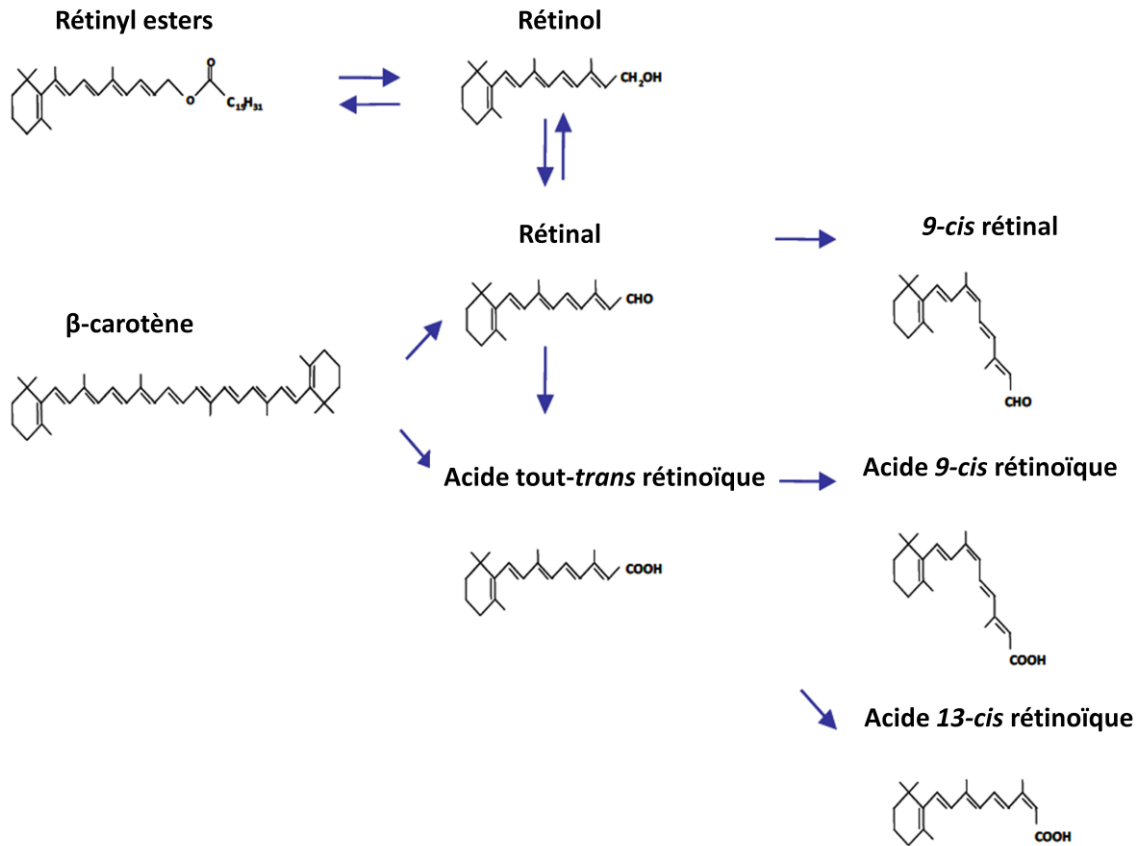 Rétinyl esters
Rétinol
O
O
C15H31
CH2OH
Rétinal
9-cis rétinal
CHO
β-carotène
CHO
Acide tout-trans rétinoïque
Acide 9-cis rétinoïque
COOH
COOH
Acide 13-cis rétinoïque
COOH